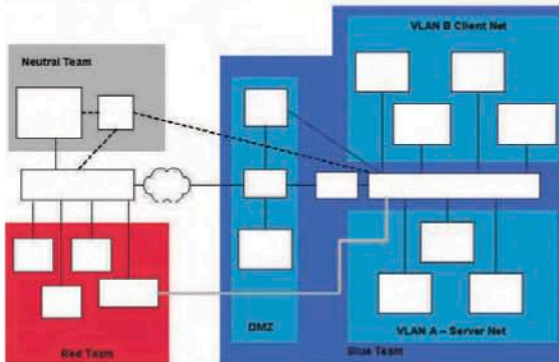 VLAN B Client Net
Neutral Team
DMZ
VLAN A – Server Net
Red Team
Blue Team